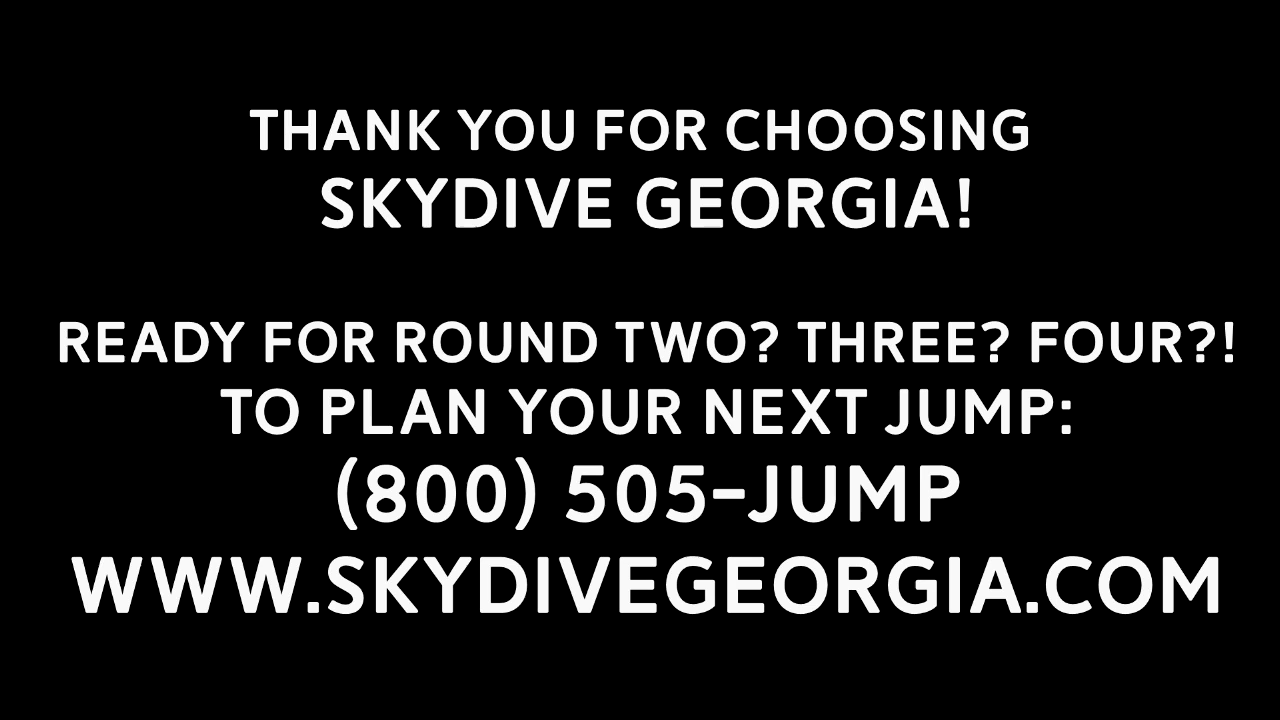 THANK YOU FOR CHOOSING
SKYDIVE GEORGIA!
READY FOR ROUND TWO? THREE? FOUR?!
TO PLAN YOUR NEXT JUMP:
(800) 505-JUMP
WWW.SKYDIVEGEORGIA.COM